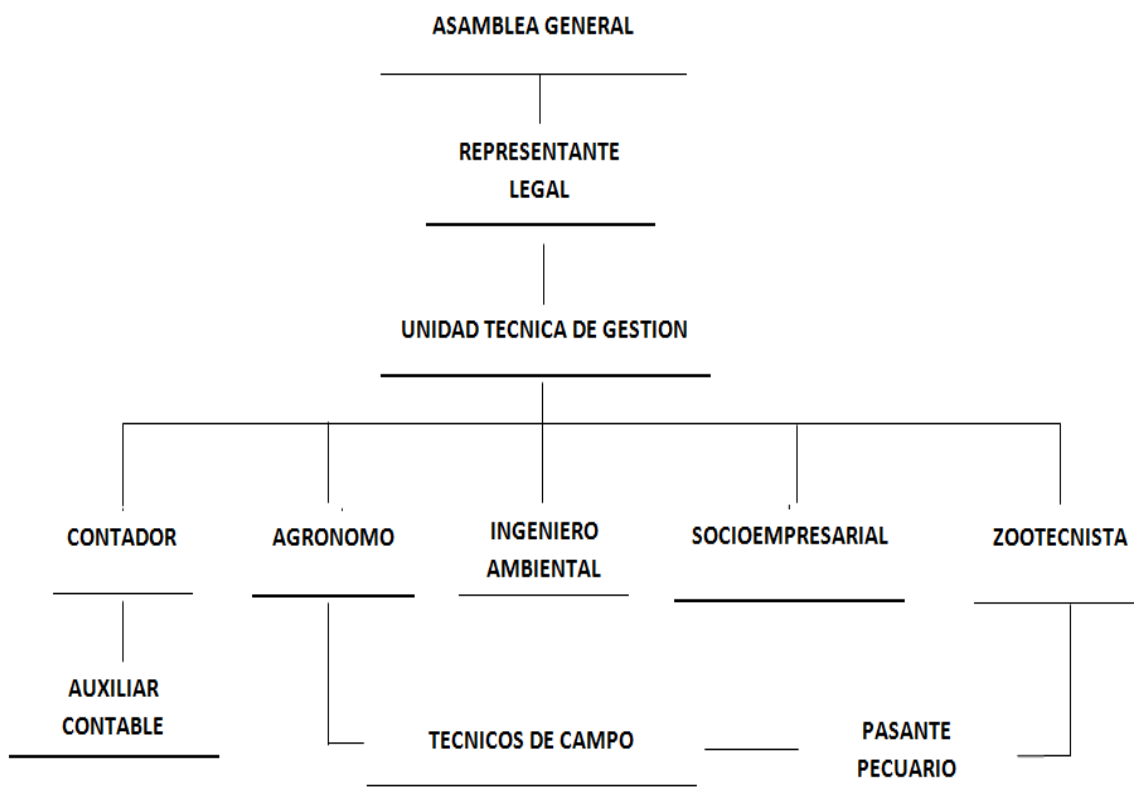 ASAMBLEA GENERAL
REPRESENTANTE
LEGAL
UNIDAD TECNICA DE GESTION
CONTADOR
AGRONOMO
INGENIERO
AMBIENTAL
SOCIOEMPRESARIAL
ZOOTECNISTA
AUXILIAR
CONTABLE
TECNICOS DE CAMPO
PASANTE
PECUARIO